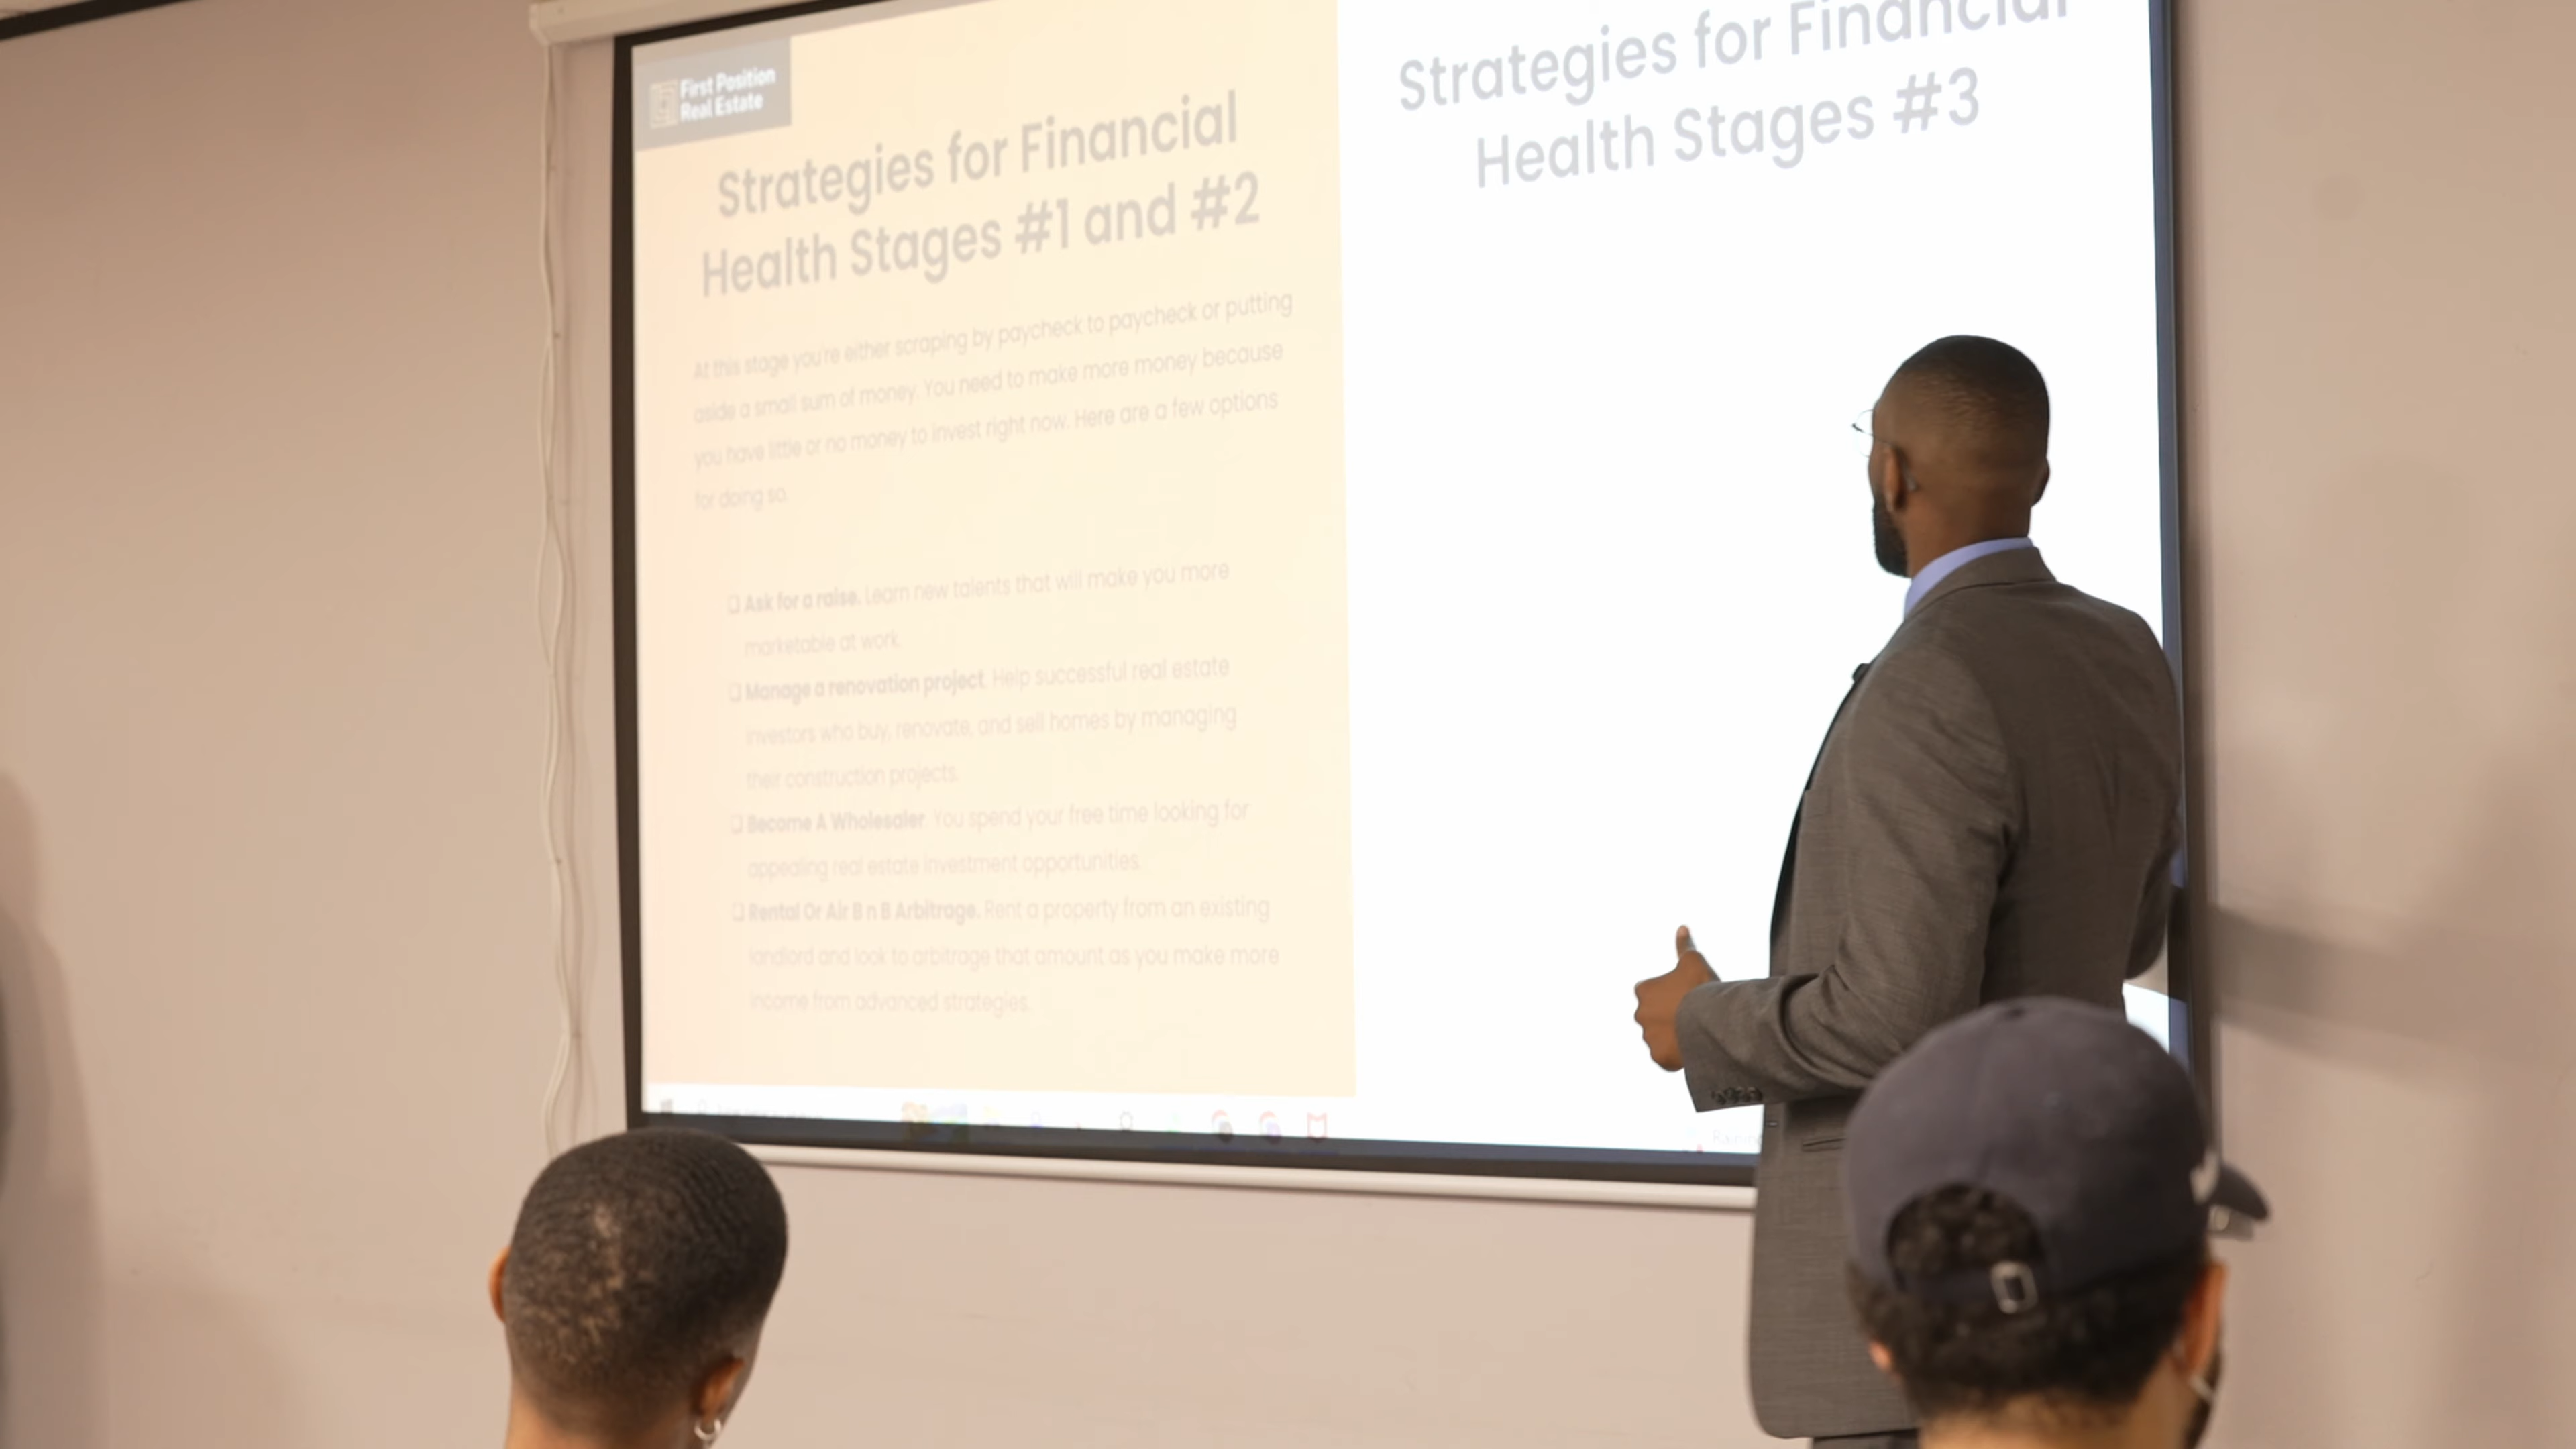 First Position
Real Estate
Strategies for Financial
Health Stages #1 and #2
At this stage you're either scraping by paycheck to paycheck or putting
aside a small sum of money. You need to make more money because
you have little or no money to invest right now. Here are a few options
for doing so.
❑ Ask for a raise. Learn new talents that will make you more
marketable at work.
❑ Manage a renovation project. Help successful real estate
investors who buy, renovate, and sell homes by managing
their construction projects.
❑ Become A Wholesaler. You spend your free time looking for
appealing real estate investment opportunities.
❑ Rental Or Air B n B Arbitrage. Rent a property from an existing
landlord and look to arbitrage that amount as you make more
income from advanced strategies.
Strategies for Financial
Health Stages #3